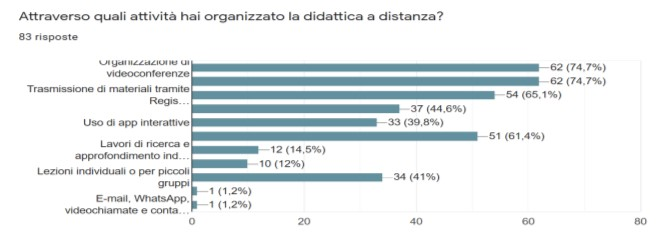 Attraverso quali attività hai organizzato la didattica a distanza?
83 risposte
Organizzazione di
videoconferenze
62 (74,7%)
62 (74,7%)
Trasmissione di materiali tramite
Regis…
54 (65,1%)
37 (44,6%)
Uso di app interattive
33 (39,8%)
51 (61,4%)
Lavori di ricerca e
approfondimento ind…
12 (14,5%)
10 (12%)
Lezioni individuali o per piccoli
gruppi
34 (41%)
1 (1,2%)
E-mail, WhatsApp,
videochiamate e conta…
1 (1,2%)
0 20 40 60 80